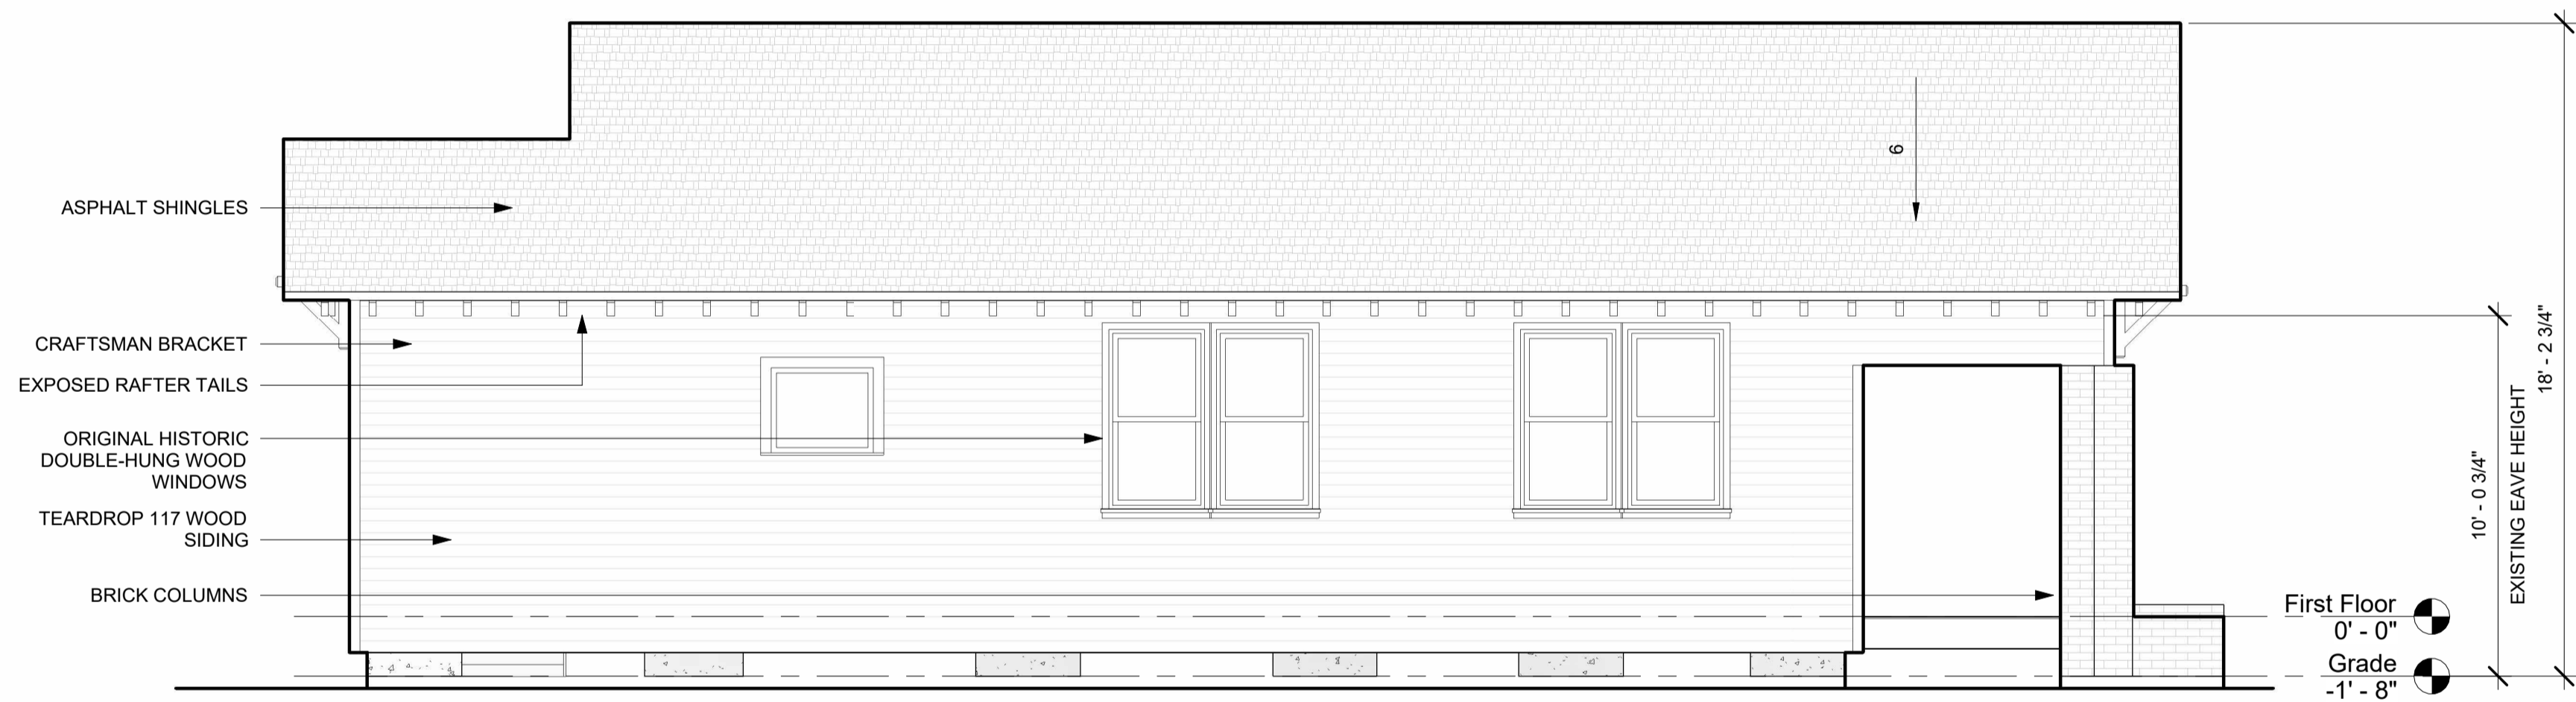 6
ASPHALT SHINGLES
CRAFTSMAN BRACKET
EXPOSED RAFTER TAILS
ORIGINAL HISTORIC
DOUBLE-HUNG WOOD
WINDOWS
TEARDROP 117 WOOD
SIDING
BRICK COLUMNS
First Floor
0' - 0"
Grade
-1' - 8"
10' - 0 3/4"
EXISTING EAVE HEIGHT
18' - 2 3/4"